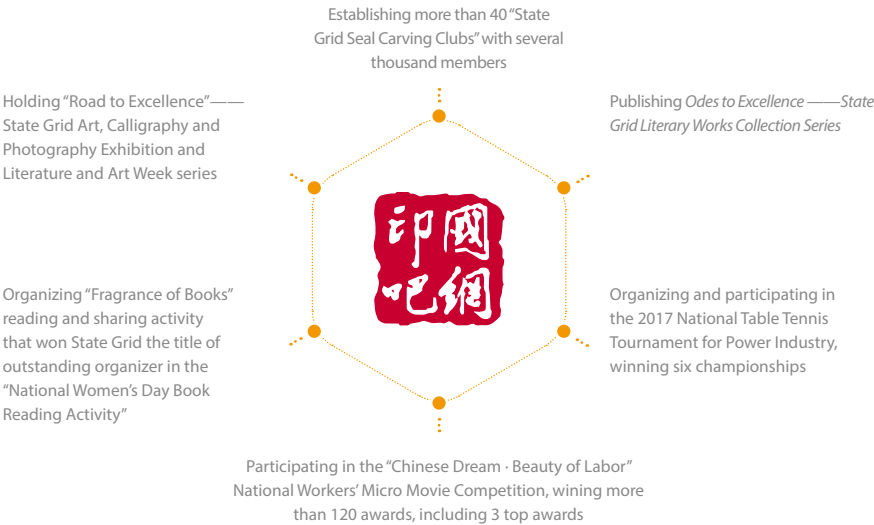 Establishing more than 40 “State
Grid Seal Carving Clubs” with several
thousand members
Holding “Road to Excellence”——
State Grid Art, Calligraphy and
Photography Exhibition and
Literature and Art Week series
Publishing Odes to Excellence ——State
Grid Literary Works Collection Series
國網
印吧
Organizing “Fragrance of Books”
reading and sharing activity
that won State Grid the title of
outstanding organizer in the
“National Women’s Day Book
Reading Activity”
Organizing and participating in
the 2017 National Table Tennis
Tournament for Power Industry,
winning six championships
Participating in the “Chinese Dream · Beauty of Labor”
National Workers’ Micro Movie Competition, wining more
than 120 awards, including 3 top awards